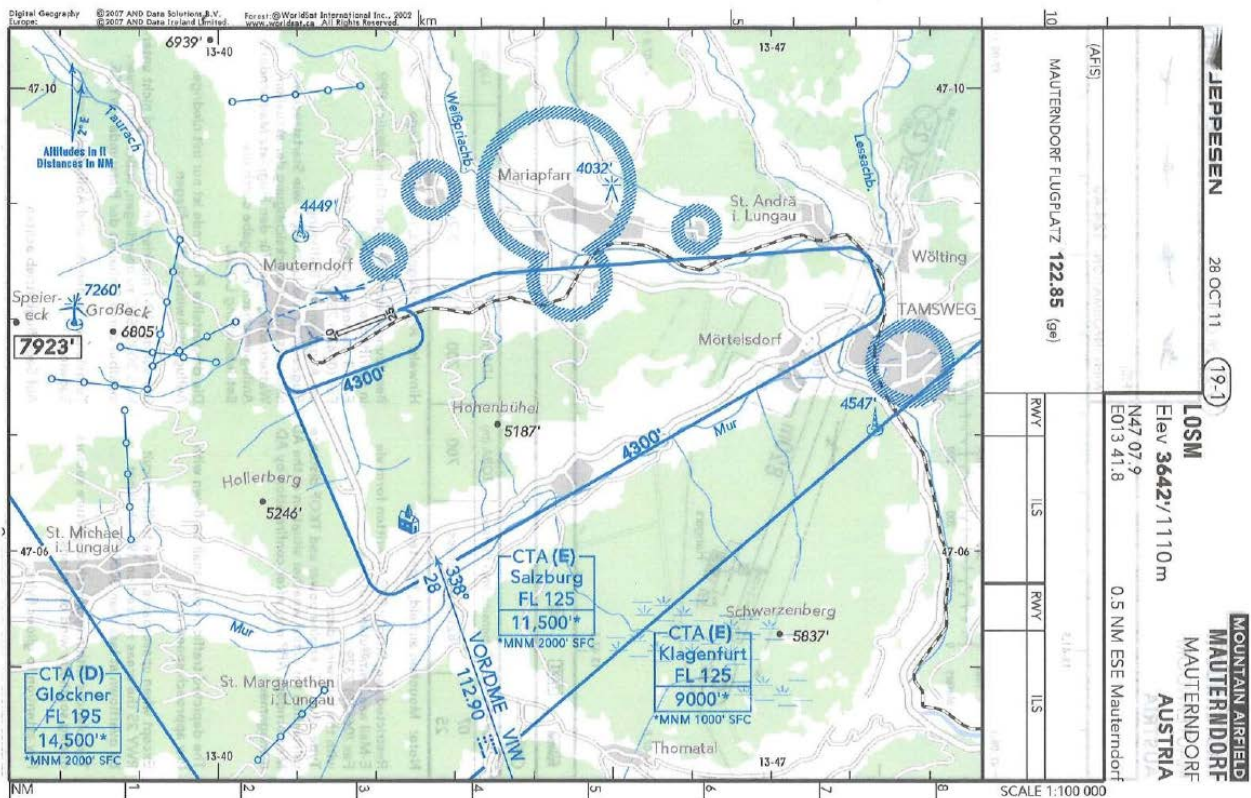 Digital Geography ©2007 AND Data Solutions B.V. Forest:©WorldSat International Inc., 2002
Europe: ©2007 AND Data Ireland Limited. www.worldsat.ca All Rights Reserved.
km
5
10
JEPPESEN
28 OCT 11
19-1
MOUNTAIN AIRFIELD
MAUTERNDORF
MAUTERNDORF
AUSTRIA
LOSM
Elev 3642'/1110 m
N47 07.9
E013 41.8
0.5 NM ESE Mauterndorf
(AFIS)
MAUTERNDORF FLUGPLATZ 122.85 (ge)
RWY
ILS
RWY
ILS
6939'
13-40
13-47
47-10
47-10
Taurach
2°E
Altitudes in ft
Distances in NM
Weißpriachb.
Lessachb.
Mariapfarr
4032'
St. Andrä
i. Lungau
4449'
Mauterndorf
Wölting
7260'
Speier-
eck
Großeck
6805'
7923'
07
25
TAMSWEG
Mörtelsdorf
4300'
Hohenbühel
5187'
4547'
Mur
4300'
Hollerberg
5246'
St. Michael
i. Lungau
47-06
47-06
338°
28
VOR/DME VIW
112.90
CTA (E)
Salzburg
FL 125
11,500'*
*MNM 2000' SFC
Schwarzenberg
5837'
CTA (E)
Klagenfurt
FL 125
9000'*
*MNM 1000' SFC
Mur
CTA (D)
Glockner
FL 195
14,500'*
*MNM 2000' SFC
St. Margarethen
i. Lungau
13-40
13-47
Thomatal
NM
1
2
3
4
5
6
7
8
SCALE 1:100 000